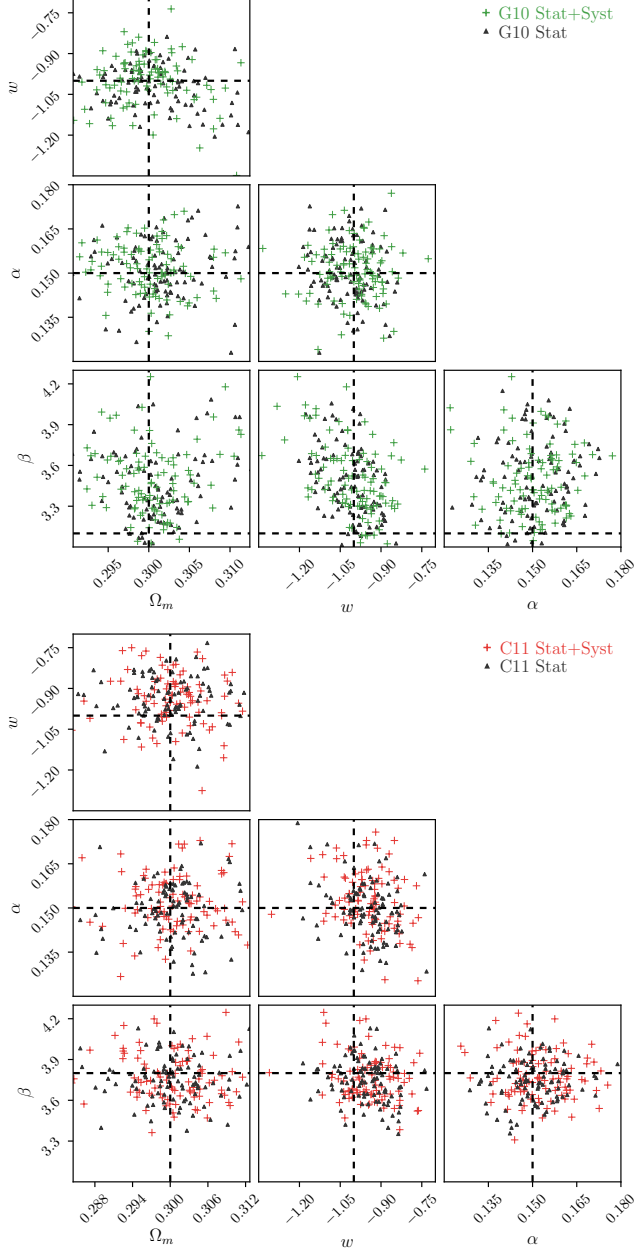 + G10 Stat+Syst
▲ G10 Stat
−0.75
−0.90
−1.05
−1.20
w
0.180
0.165
0.150
0.135
α
4.2
3.9
3.6
3.3
β
0.295 0.300 0.305 0.310
−1.20 −1.05 −0.90 −0.75
0.135 0.150 0.165 0.180
Ωm w α
+ C11 Stat+Syst
▲ C11 Stat
−0.75
−0.90
−1.05
−1.20
w
0.180
0.165
0.150
0.135
α
4.2
3.9
3.6
3.3
β
0.288 0.294 0.300 0.306 0.312
−1.20 −1.05 −0.90 −0.75
0.135 0.150 0.165 0.180
Ωm w α